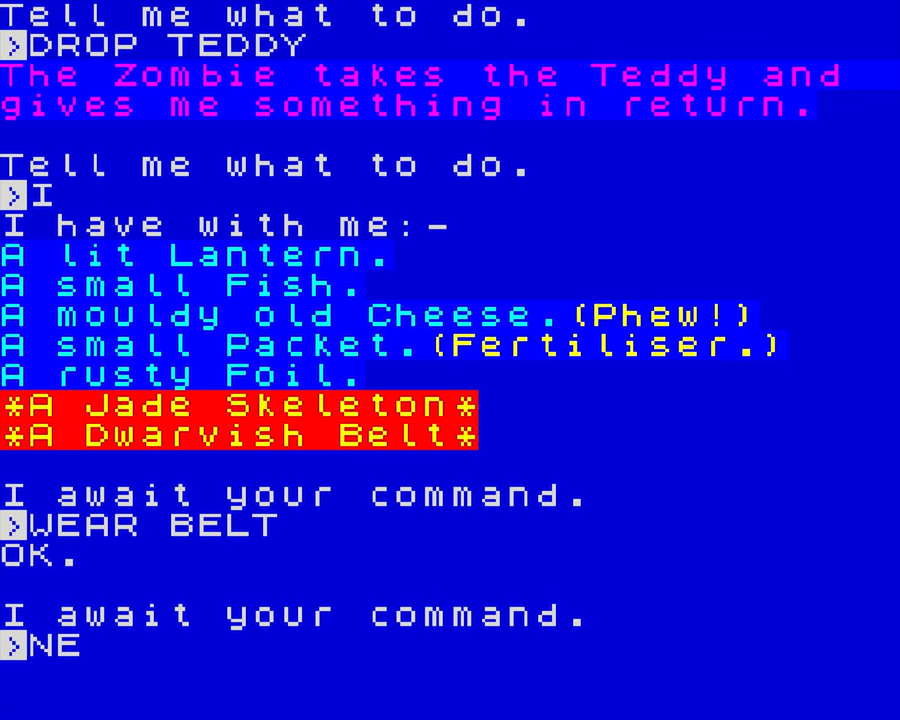 Tell me what to do.
>DROP TEDDY
The Zombie takes the Teddy and
gives me something in return.
Tell me what to do.
>I
I have with me:-
A lit Lantern.
A small Fish.
A mouldy old Cheese.(Phew!)
A small Packet.(Fertiliser.)
A rusty Foil.
*A Jade Skeleton*
*A Dwarvish Belt*
I await your command.
>WEAR BELT
OK.
I await your command.
>NE